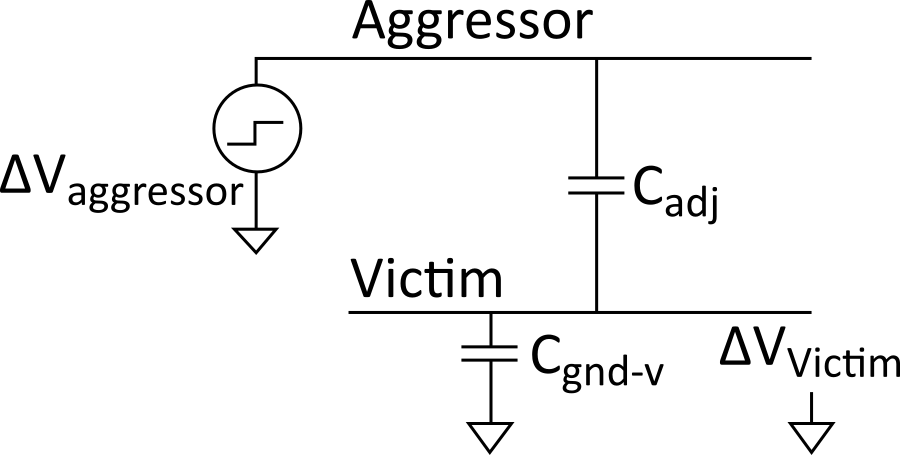 Aggressor
ΔVaggressor
Cadj
Victim
Cgnd-v
ΔVVictim